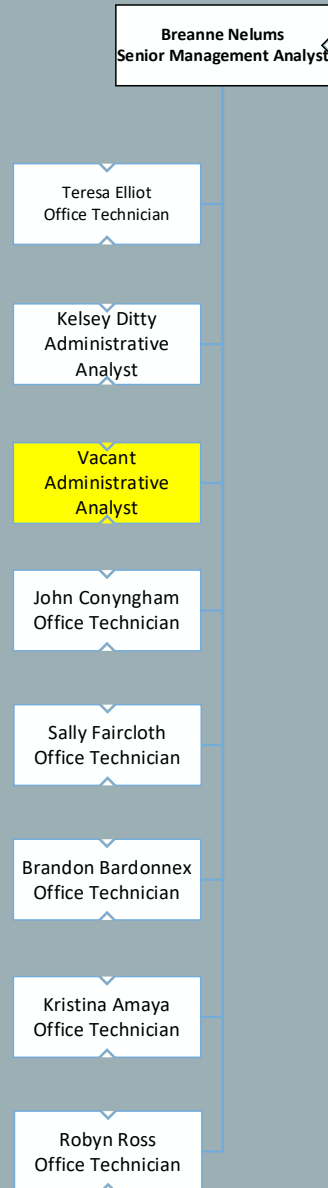 Breanne Nelums
Senior Management Analyst
Teresa Elliot
Office Technician
Kelsey Ditty
Administrative
Analyst
Vacant
Administrative
Analyst
John Conyngham
Office Technician
Sally Faircloth
Office Technician
Brandon Bardonnex
Office Technician
Kristina Amaya
Office Technician
Robyn Ross
Office Technician